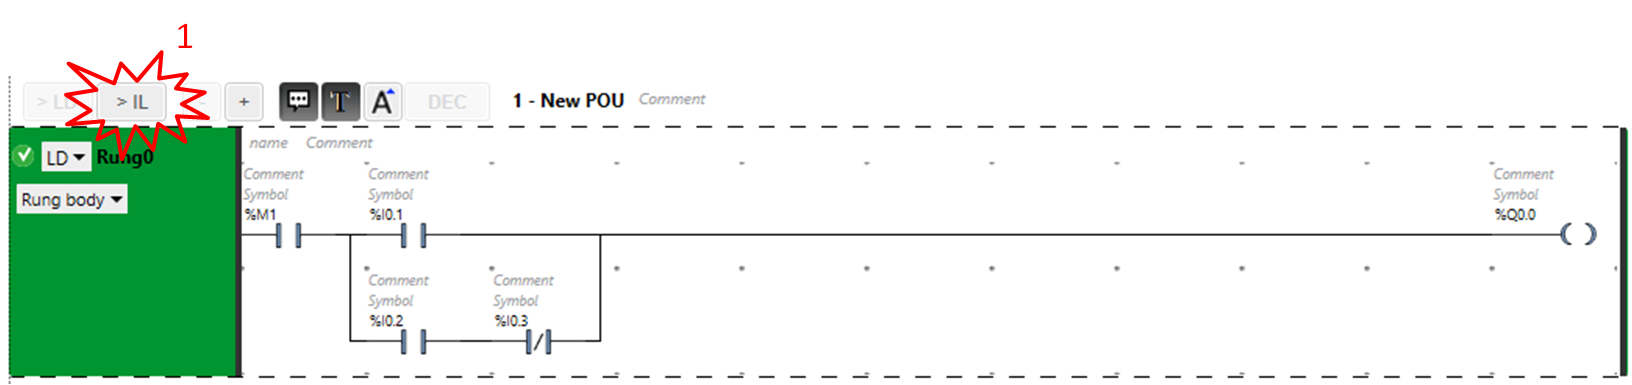 1
> LD > IL - + T A DEC 1 - New POU Comment
LD Rung0
Rung body
name Comment
Comment Comment Comment
Symbol Symbol Symbol
%M1 %I0.1 %Q0.0
Comment Comment
Symbol Symbol
%I0.2 %I0.3